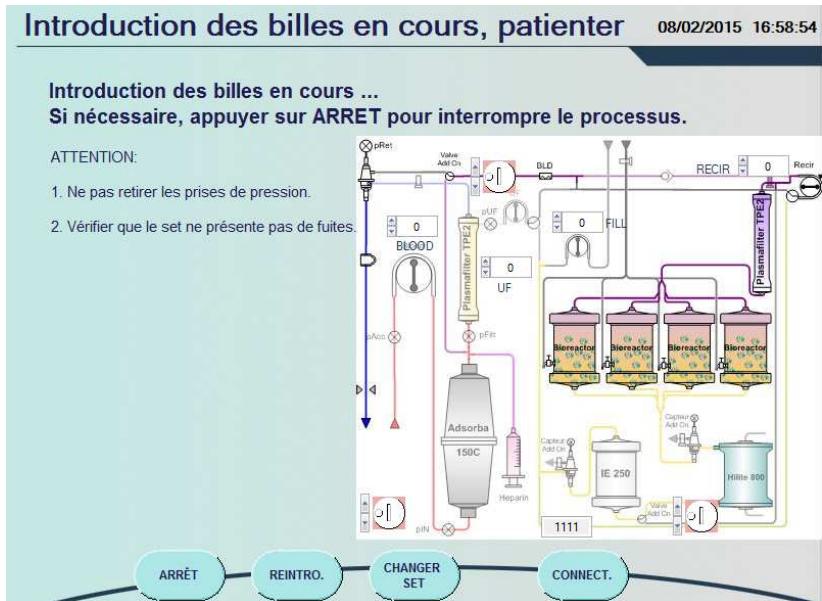 Introduction des billes en cours, patienter
08/02/2015 16:58:54
Introduction des billes en cours ...
Si nécessaire, appuyer sur ARRET pour interrompre le processus.
ATTENTION:
1. Ne pas retirer les prises de pression.
2. Vérifier que le set ne présente pas de fuites.
pRet
Valve
Add On
BLD
RECIR
0
Recir
pUF
0
BLOOD
0
FILL
Plasmafilter TPE2
Plasmafilter TPE2
0
UF
pAcc
pFilt
Bioreactor
Bioreactor
Bioreactor
Bioreactor
Adsorba
150C
Heparin
Capteur
Add On
Capteur
Add On
IE 250
Hilite 800
Valve
Add On
pIN
1111
ARRÊT
REINTRO.
CHANGER
SET
CONNECT.